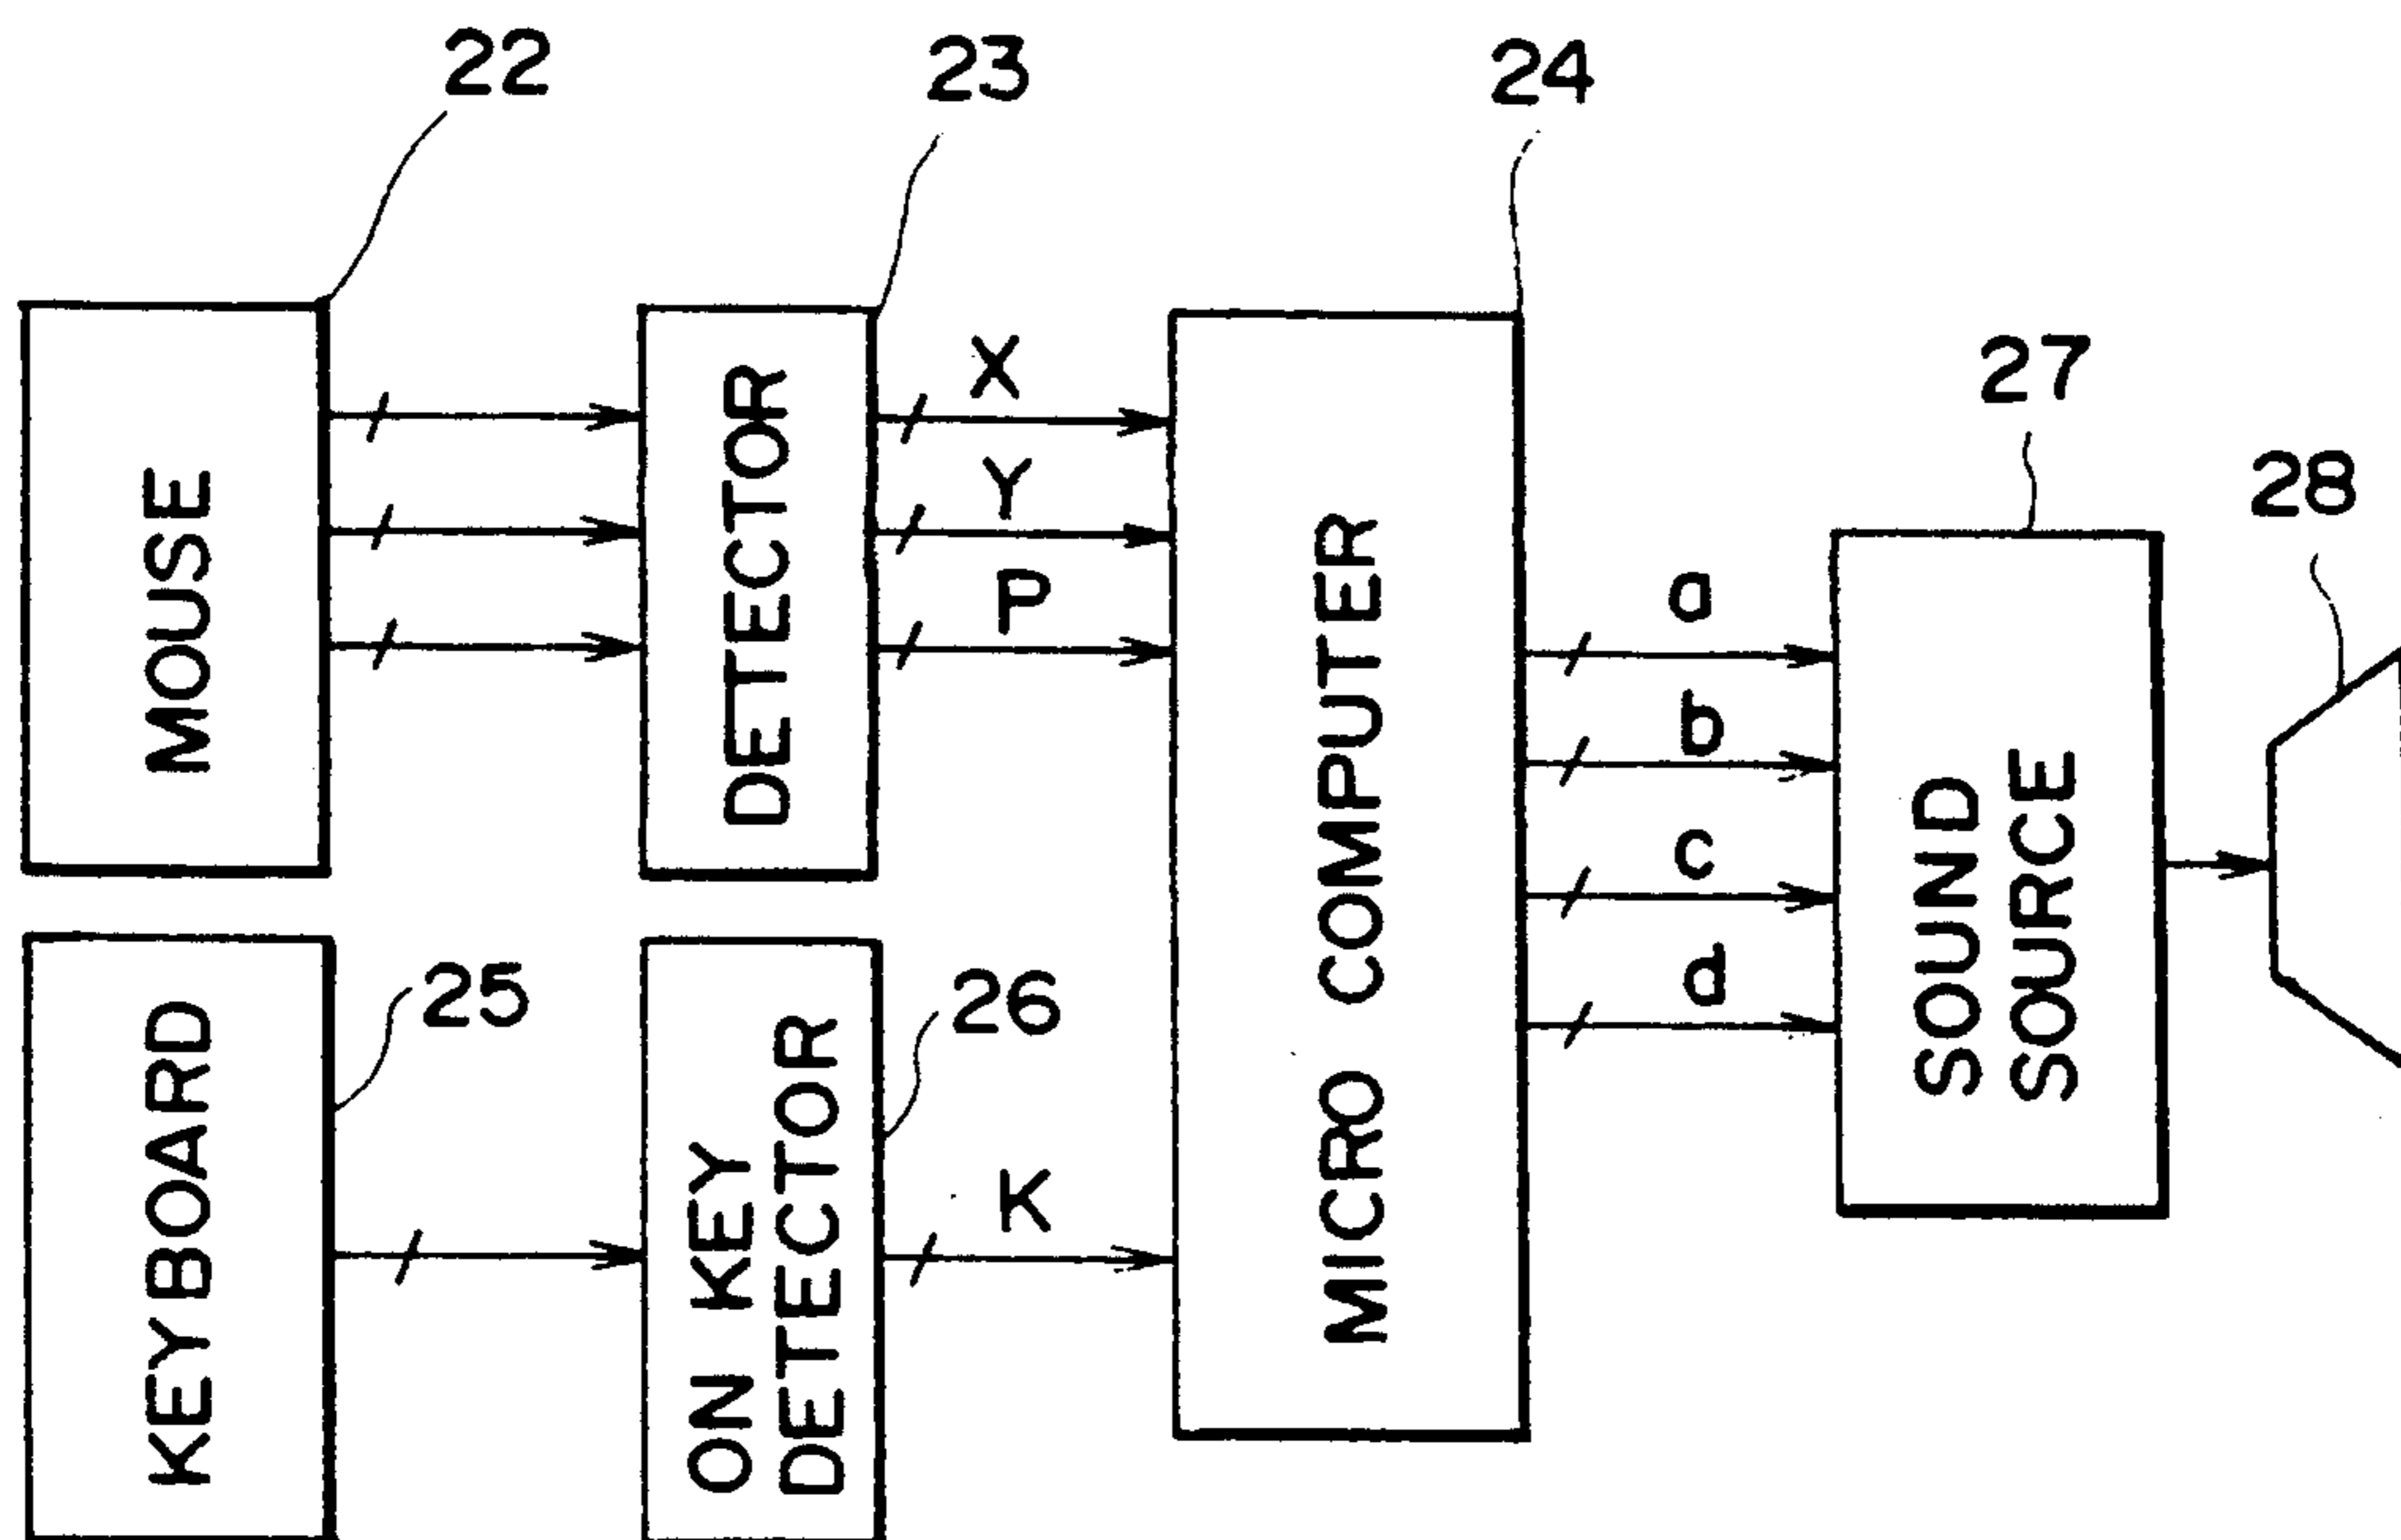 22
23
24
27
28
MOUSE
DETECTOR
X
Y
P
MICRO COMPUTER
a
b
c
d
SOUND
SOURCE
KEYBOARD
25
ON KEY
DETECTOR
26
K